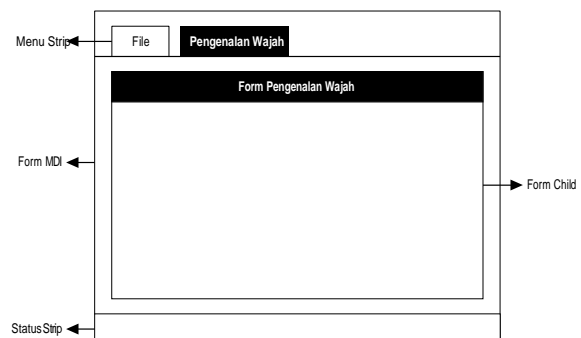 Menu Strip
File
Pengenalan Wajah
Form Pengenalan Wajah
Form MDI
Form Child
Status Strip